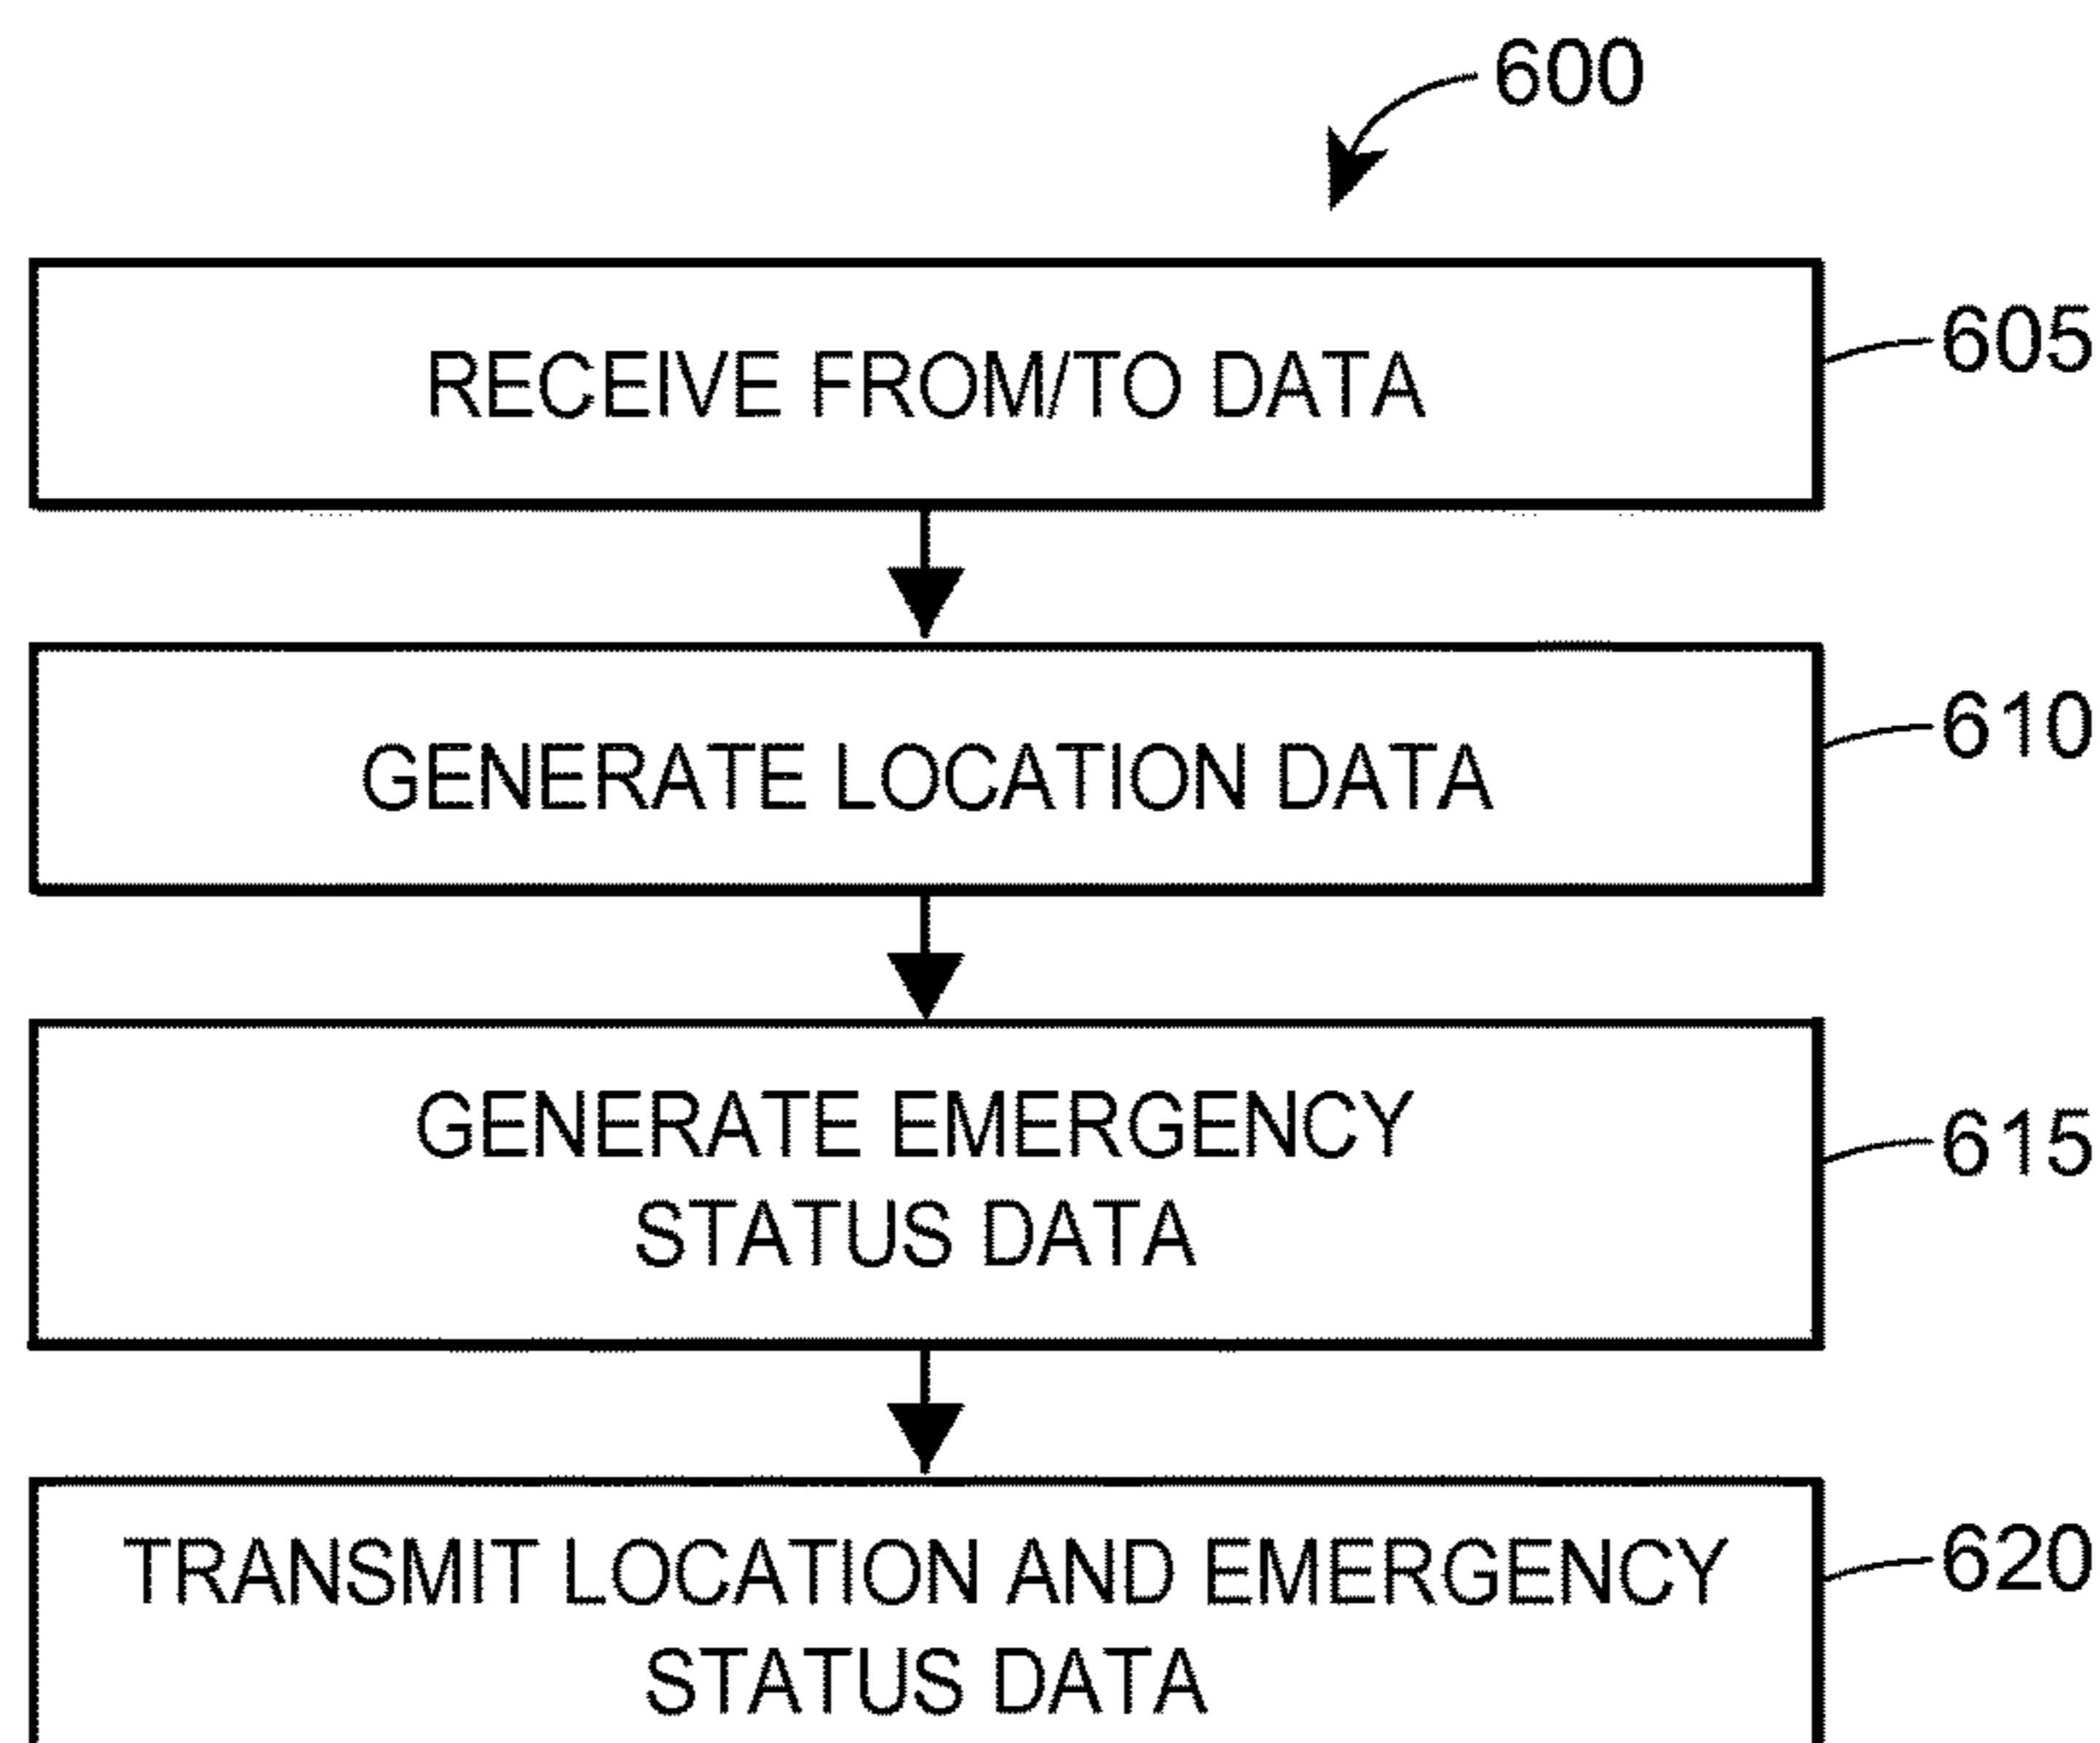 600
RECEIVE FROM/TO DATA
605
GENERATE LOCATION DATA
610
GENERATE EMERGENCY
STATUS DATA
615
TRANSMIT LOCATION AND EMERGENCY
STATUS DATA
620